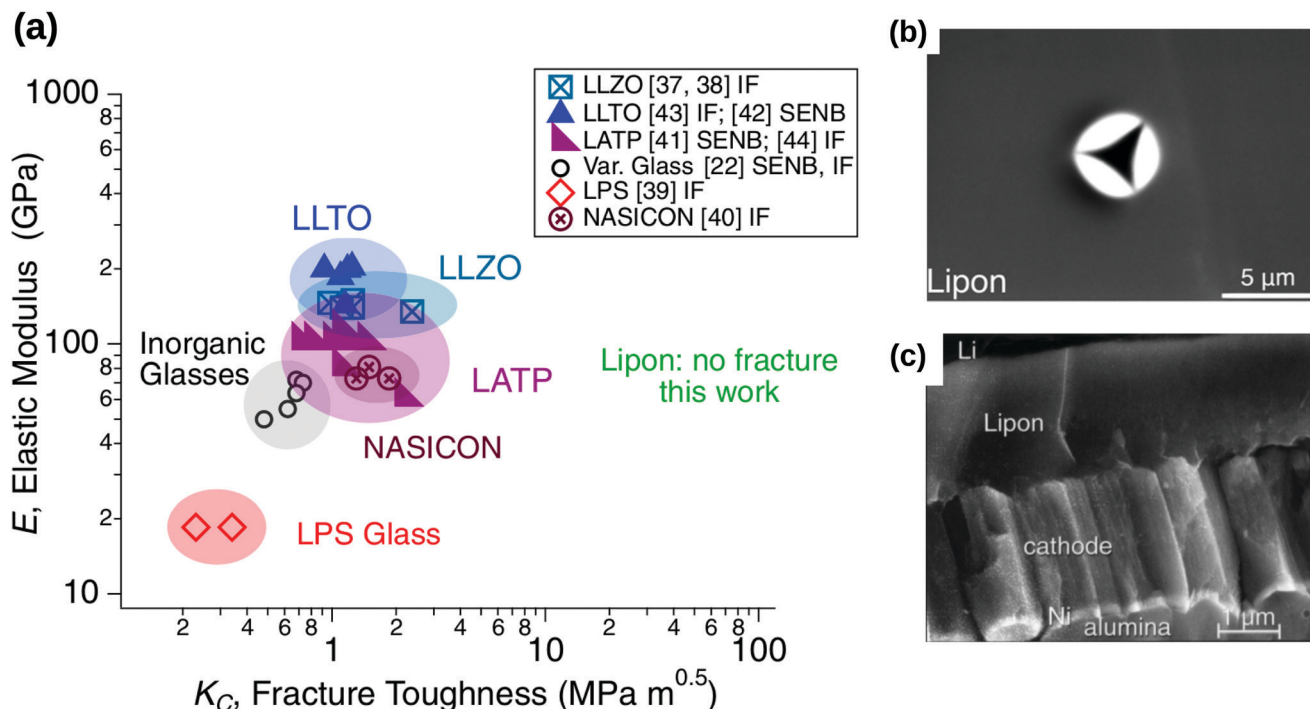 (a)
1000
8
6
4
2
100
8
6
4
2
10
E, Elastic Modulus (GPa)
LLZO [37, 38] IF
LLTO [43] IF; [42] SENB
LATP [41] SENB; [44] IF
Var. Glass [22] SENB, IF
LPS [39] IF
NASICON [40] IF
LLTO
LLZO
Inorganic
Glasses
LATP
NASICON
LPS Glass
Lipon: no fracture
this work
2 4 6 8 2 4 6 8 2 4 6 8
1 10 100
K_C, Fracture Toughness (MPa m^0.5)
(b)
Lipon
5 μm
(c)
Li
Lipon
cathode
Ni
alumina
1 μm